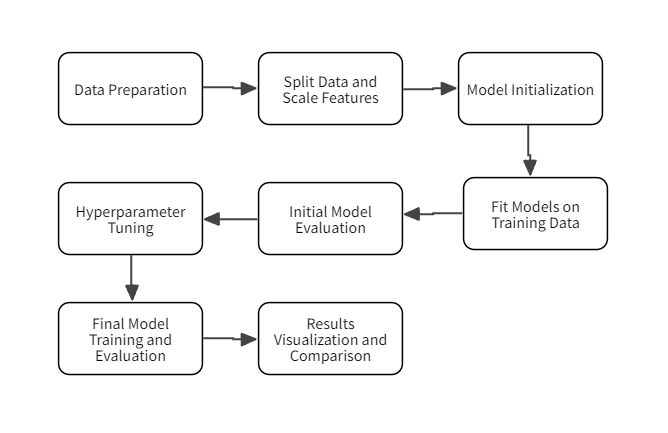 Data Preparation
Split Data and
Scale Features
Model Initialization
Fit Models on
Training Data
Initial Model
Evaluation
Hyperparameter
Tuning
Final Model
Training and
Evaluation
Results
Visualization and
Comparison